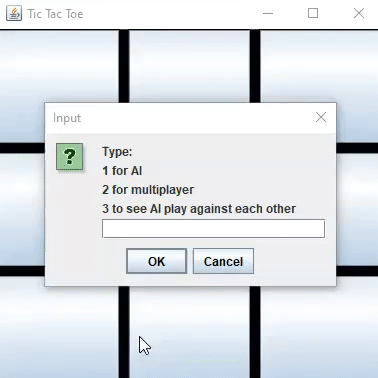 Tic Tac Toe
Input
?
Type:
1 for AI
2 for multiplayer
3 to see AI play against each other
OK
Cancel